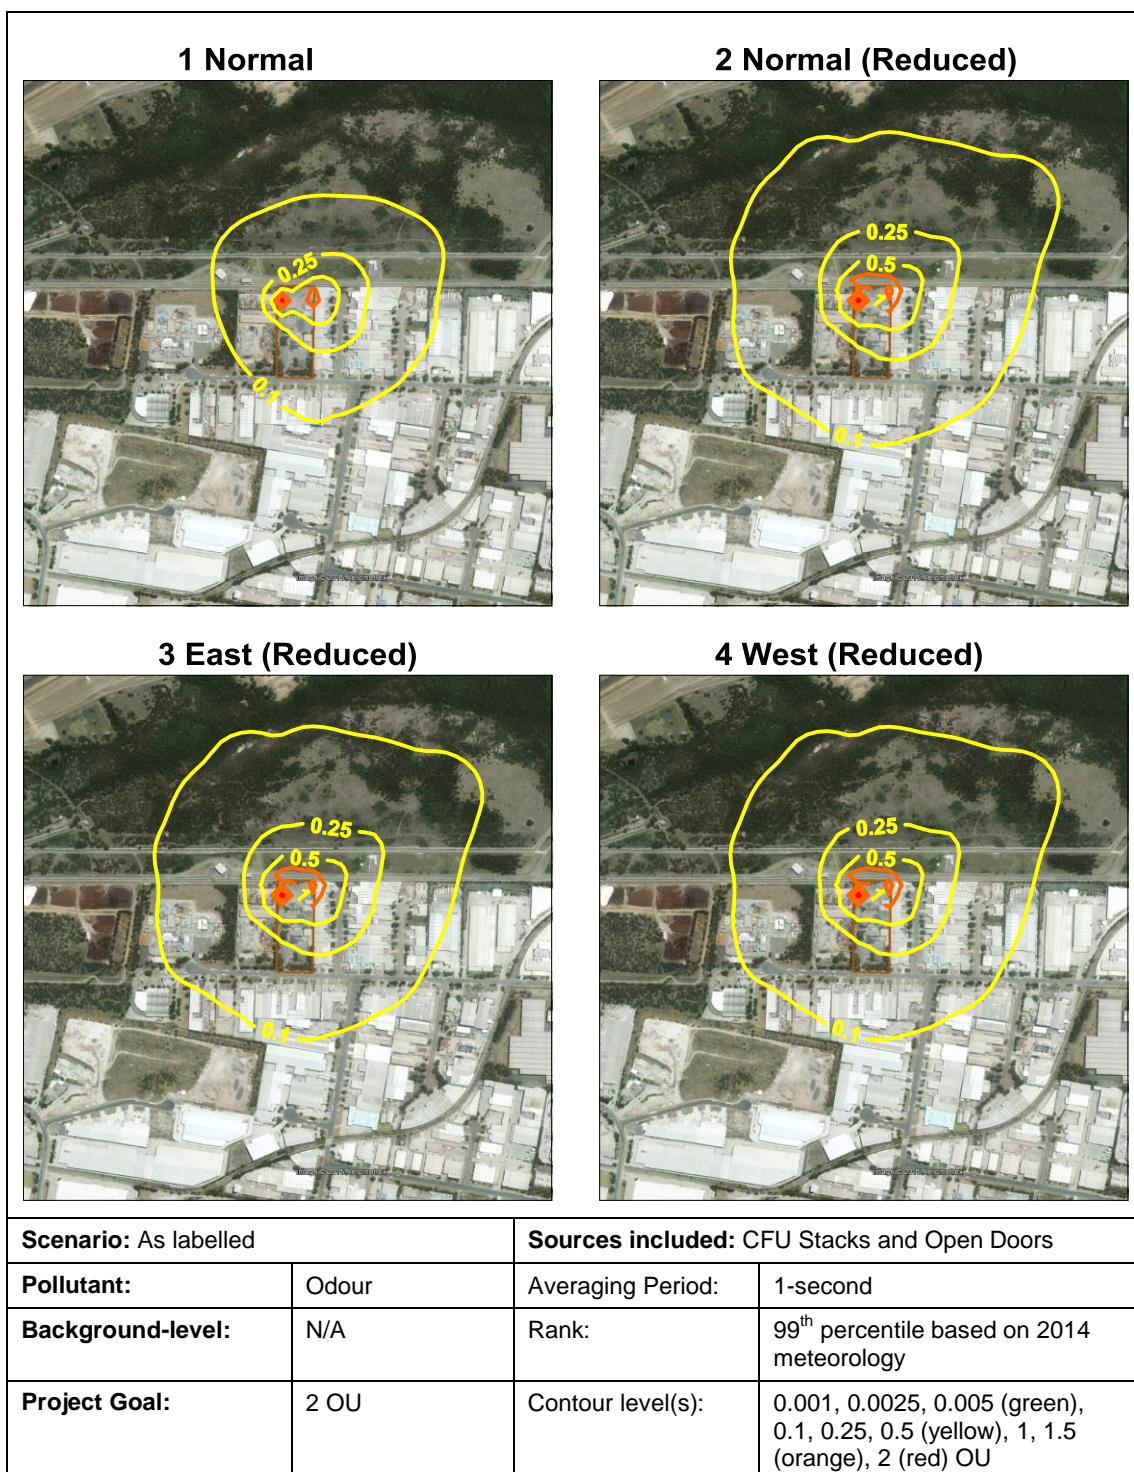 1 Normal
2 Normal (Reduced)
0.25
0.1
0.25
0.5
0.1
Image © 2015 Aerometrex
3 East (Reduced)
4 West (Reduced)
0.25
0.5
0.1
0.25
0.5
0.1
Scenario: As labelled
Sources included: CFU Stacks and Open Doors
Pollutant:
Odour
Averaging Period:
1-second
Background-level:
N/A
Rank:
99th percentile based on 2014
meteorology
Project Goal:
2 OU
Contour level(s):
0.001, 0.0025, 0.005 (green),
0.1, 0.25, 0.5 (yellow), 1, 1.5
(orange), 2 (red) OU